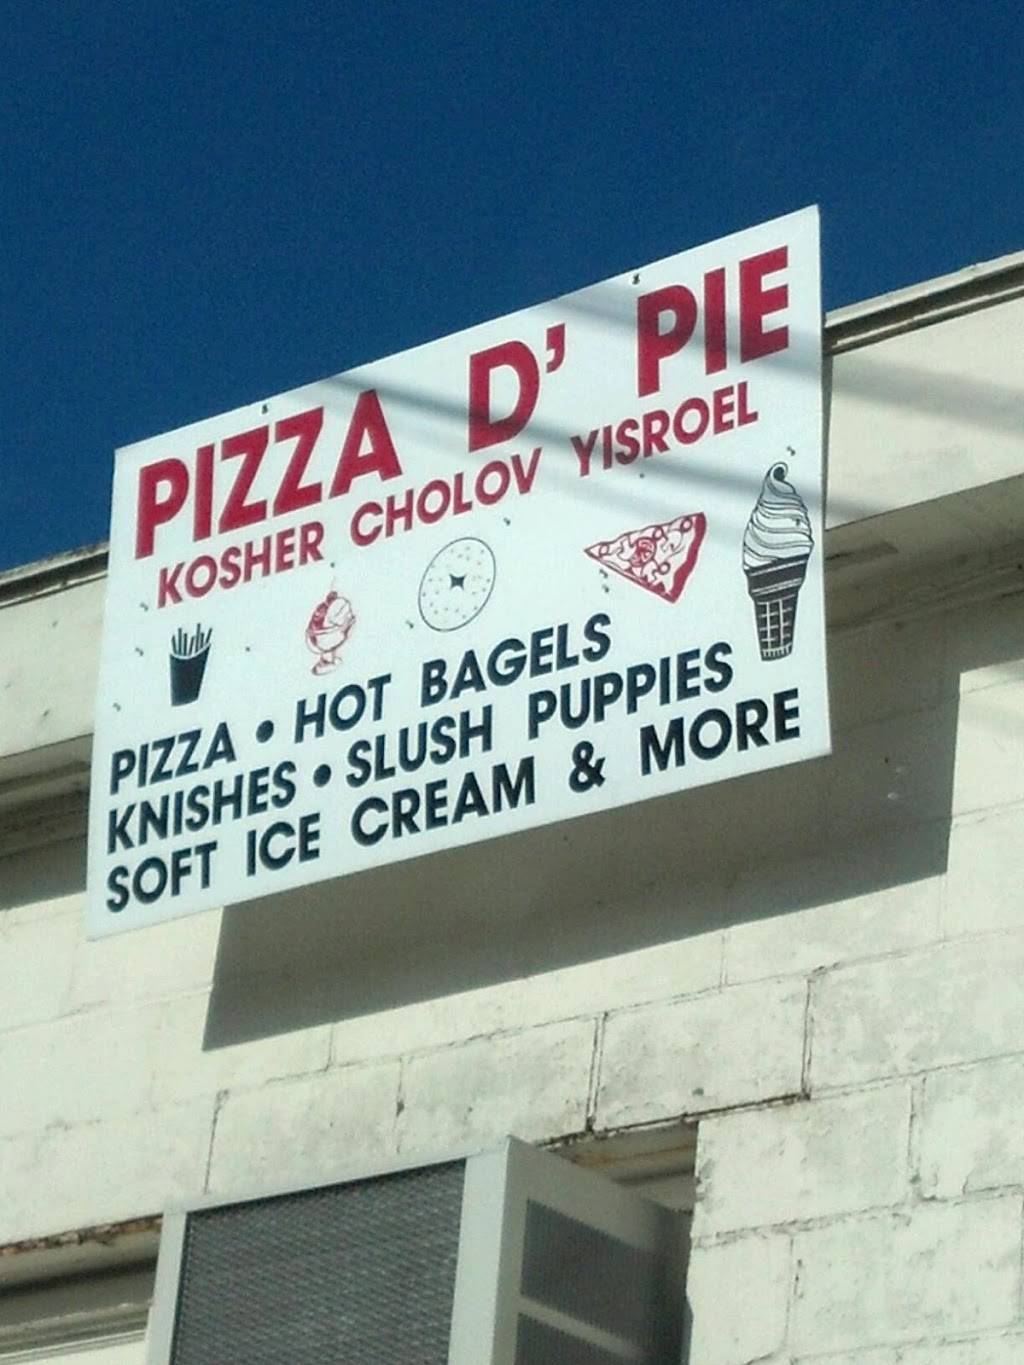 PIZZA D' PIE
KOSHER CHOLOV YISROEL
PIZZA • HOT BAGELS
KNISHES • SLUSH PUPPIES
SOFT ICE CREAM & MORE